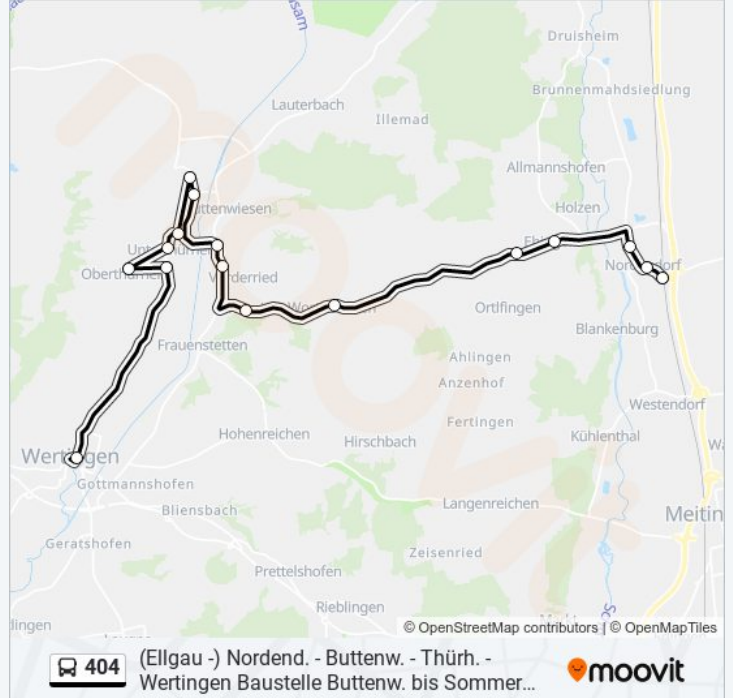 Druisheim
Brunnenmahdsiedlung
Lauterbach
Illemad
Allmannshofen
Buttenwiesen
Holzen
Ortlfingen
Blankenburg
Frauenstetten
Ahlingen
Anzenhof
Westendorf
Fertingen
Hohenreichen
Hirschbach
Kühlenthal
Wertingen
Gottmannshofen
Bliensbach
Langenreichen
Meitin
Geratshofen
Zeisenried
Prettelshofen
Rieblingen
© OpenStreetMap contributors | © OpenMapTiles
404
(Ellgau -) Nordend. - Buttenw. - Thürh. -
Wertingen Baustelle Buttenw. bis Sommer...
moovit